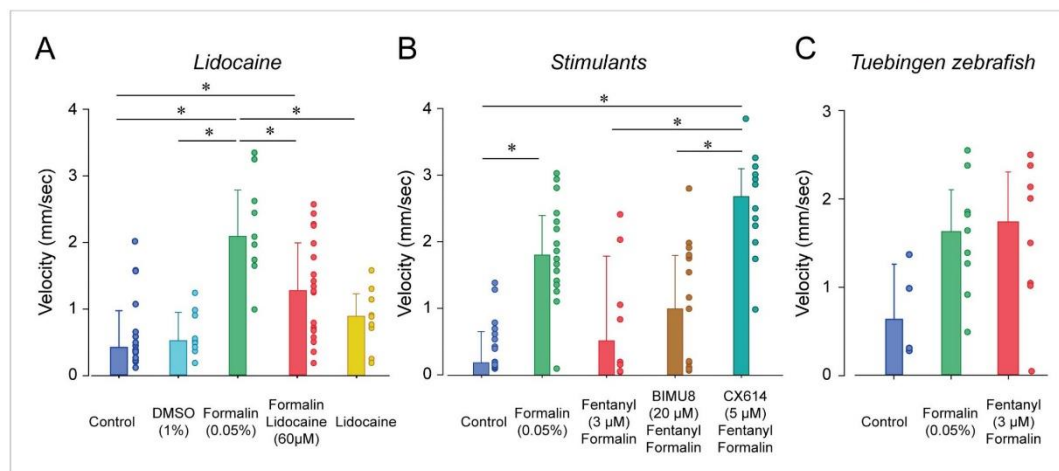 A
Lidocaine
*
*
*
*
*
Velocity (mm/sec)
4
3
2
1
0
Control
DMSO
(1%)
Formalin
(0.05%)
Formalin
Lidocaine
(60µM)
Lidocaine
B
Stimulants
*
*
*
*
Velocity (mm/sec)
4
3
2
1
0
Control
Formalin
(0.05%)
Fentanyl
(3 µM)
Formalin
BIMU8
(20 µM)
Fentanyl
Formalin
CX614
(5 µM)
Fentanyl
Formalin
C
Tuebingen zebrafish
Velocity (mm/sec)
3
2
1
0
Control
Formalin
(0.05%)
Fentanyl
(3 µM)
Formalin